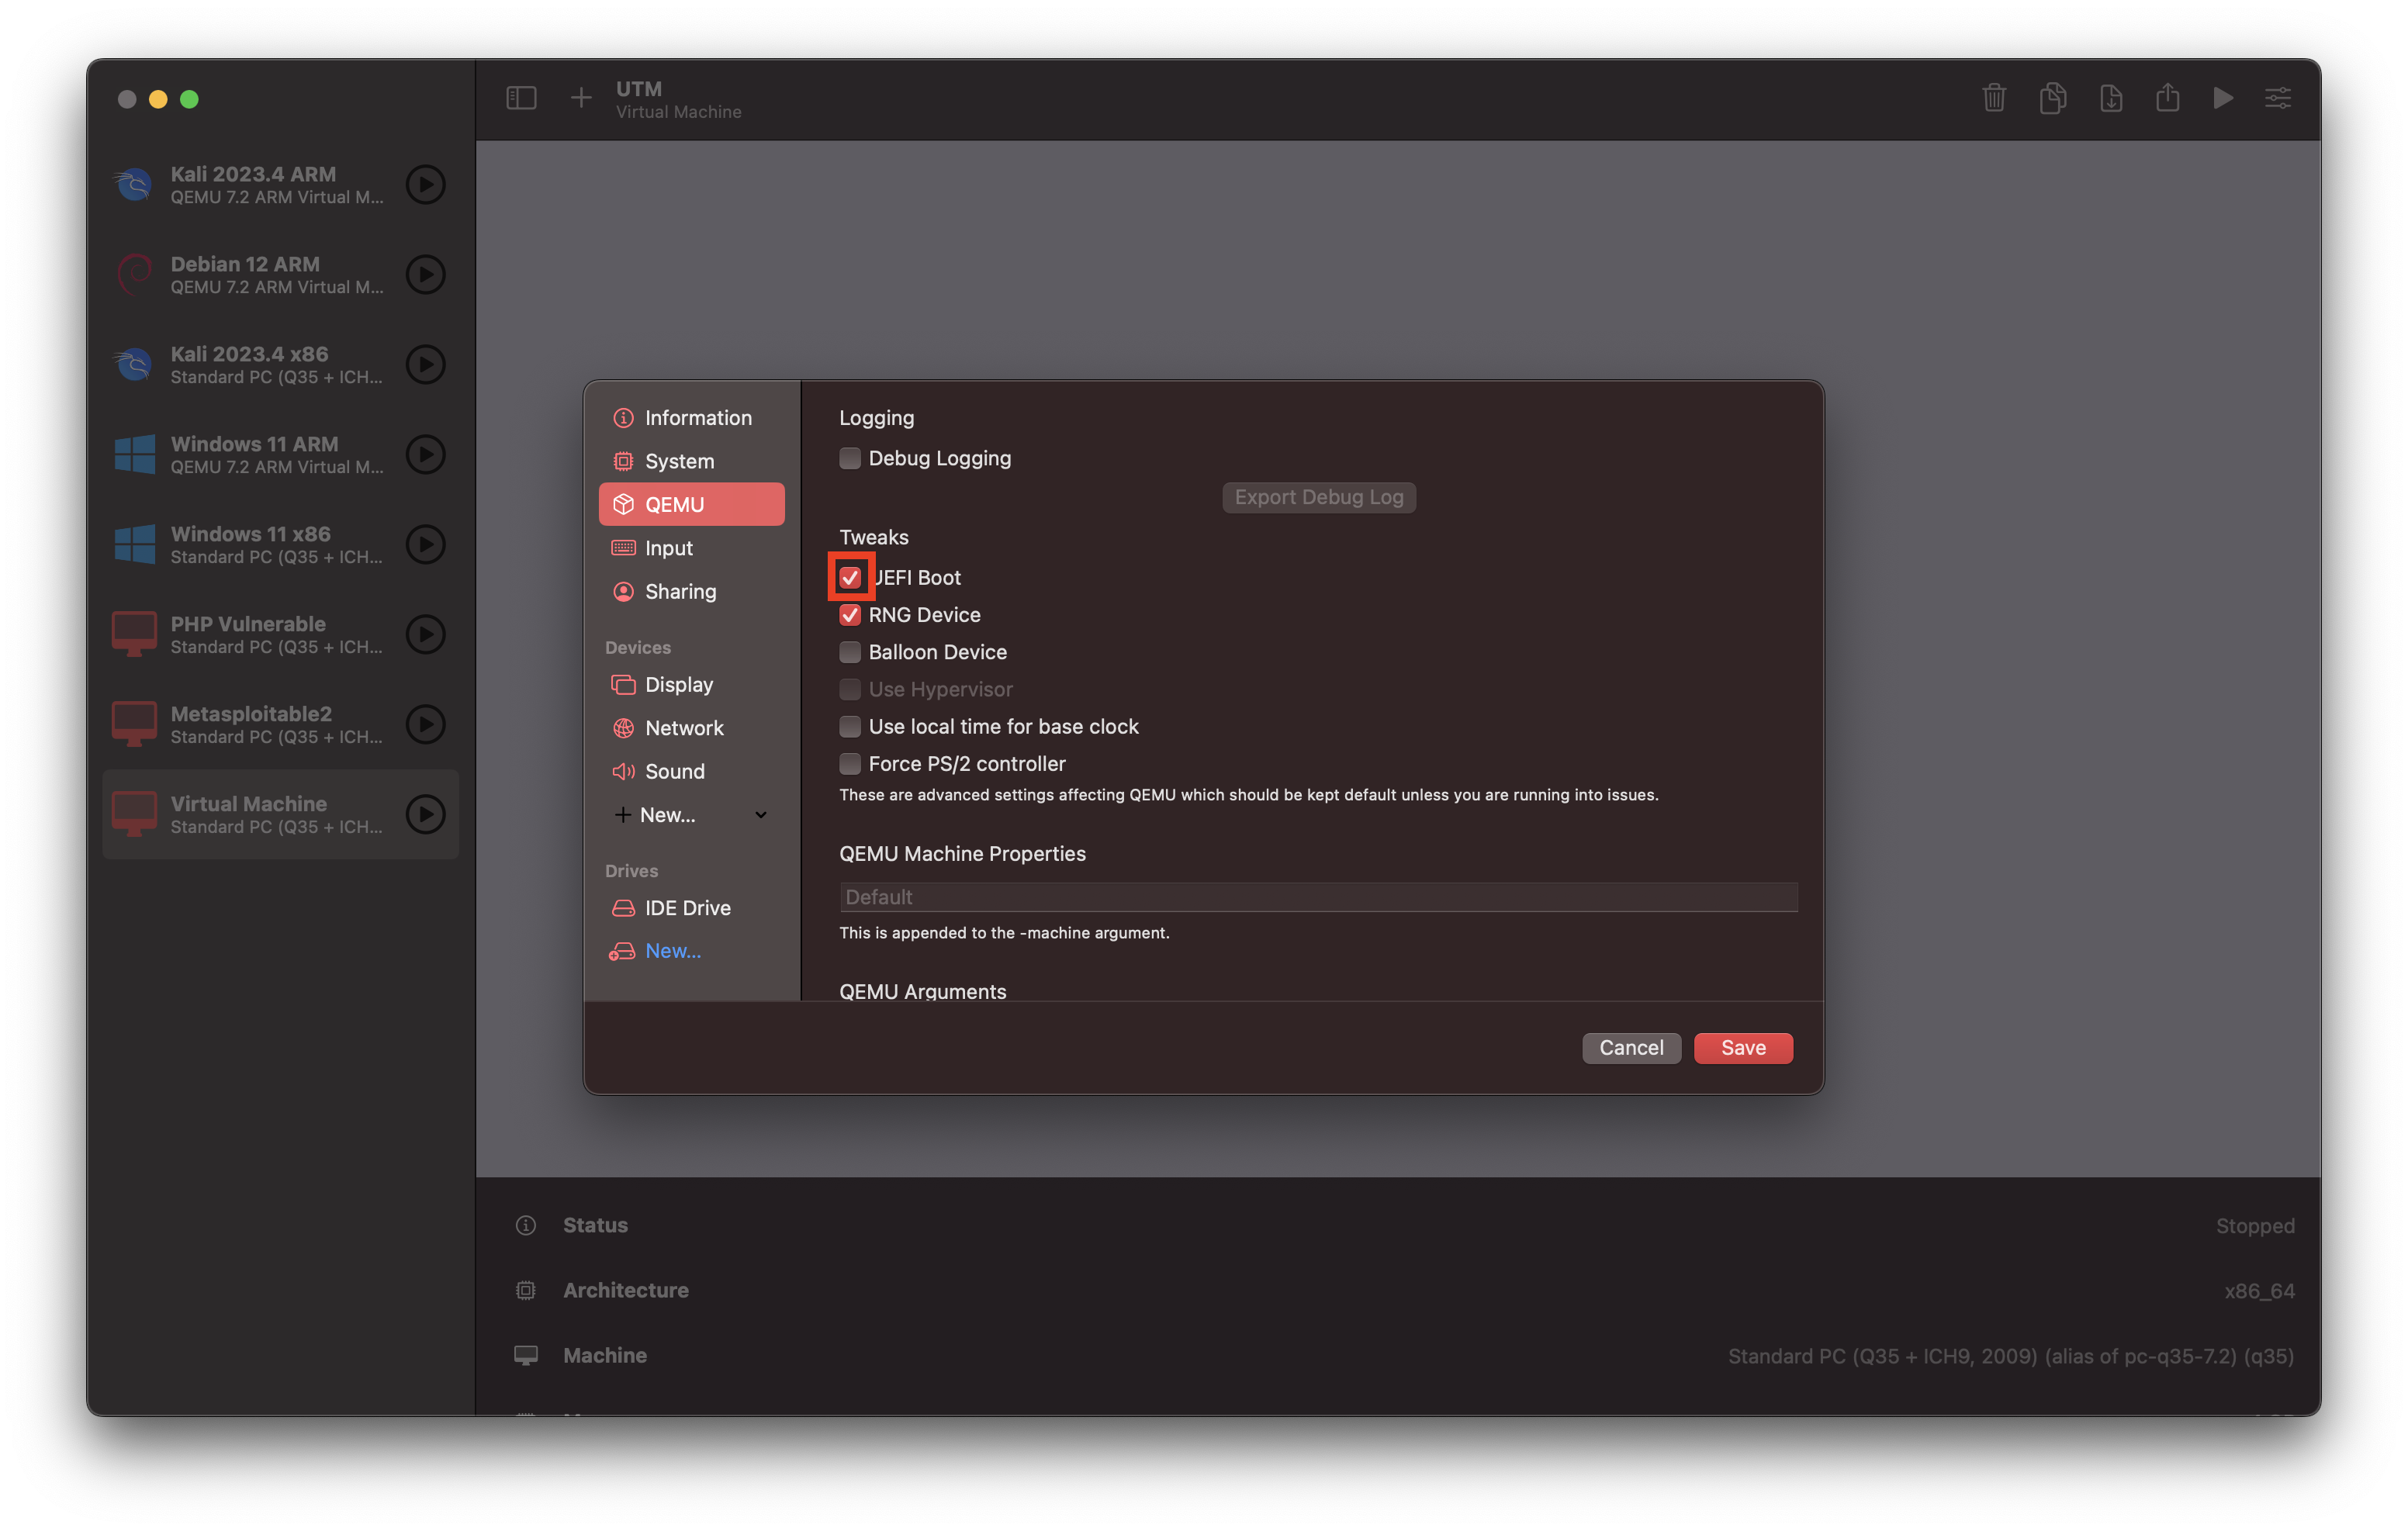 UTM
Virtual Machine
Kali 2023.4 ARM
QEMU 7.2 ARM Virtual M...
Debian 12 ARM
QEMU 7.2 ARM Virtual M...
Kali 2023.4 x86
Standard PC (Q35 + ICH...
Windows 11 ARM
QEMU 7.2 ARM Virtual M...
Windows 11 x86
Standard PC (Q35 + ICH...
PHP Vulnerable
Standard PC (Q35 + ICH...
Metasploitable2
Standard PC (Q35 + ICH...
Virtual Machine
Standard PC (Q35 + ICH...
Information
System
QEMU
Input
Sharing
Devices
Display
Network
Sound
New...
Drives
IDE Drive
New...
Logging
Debug Logging
Export Debug Log
Tweaks
UEFI Boot
RNG Device
Balloon Device
Use Hypervisor
Use local time for base clock
Force PS/2 controller
These are advanced settings affecting QEMU which should be kept default unless you are running into issues.
QEMU Machine Properties
Default
This is appended to the -machine argument.
QEMU Arguments
Cancel
Save
Status
Stopped
Architecture
x86_64
Machine
Standard PC (Q35 + ICH9, 2009) (alias of pc-q35-7.2) (q35)